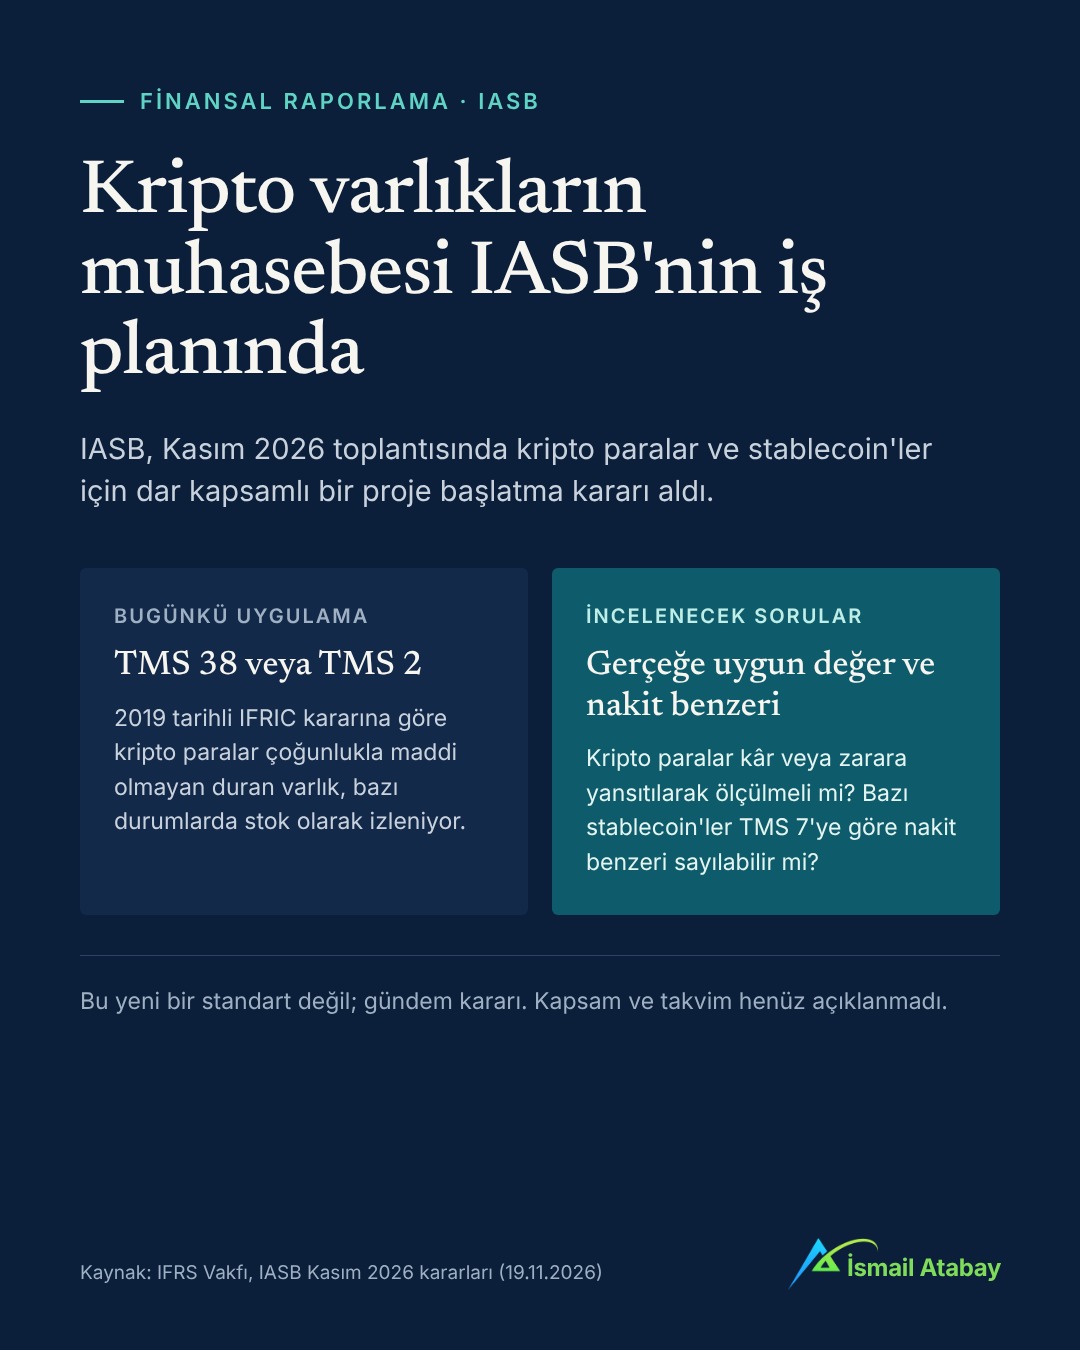 FİNANSAL RAPORLAMA · IASB
Kripto varlıkların
muhasebesi IASB'nin iş
planında
IASB, Kasım 2026 toplantısında kripto paralar ve stablecoin'ler
için dar kapsamlı bir proje başlatma kararı aldı.
BUGÜNKÜ UYGULAMA
TMS 38 veya TMS 2
2019 tarihli IFRIC kararına göre
kripto paralar çoğunlukla maddi
olmayan duran varlık, bazı
durumlarda stok olarak izleniyor.
İNCELENECEK SORULAR
Gerçeğe uygun değer ve
nakit benzeri
Kripto paralar kâr veya zarara
yansıtılarak ölçülmeli mi? Bazı
stablecoin'ler TMS 7'ye göre nakit
benzeri sayılabilir mi?
Bu yeni bir standart değil; gündem kararı. Kapsam ve takvim henüz açıklanmadı.
Kaynak: IFRS Vakfı, IASB Kasım 2026 kararları (19.11.2026)
İsmail Atabay